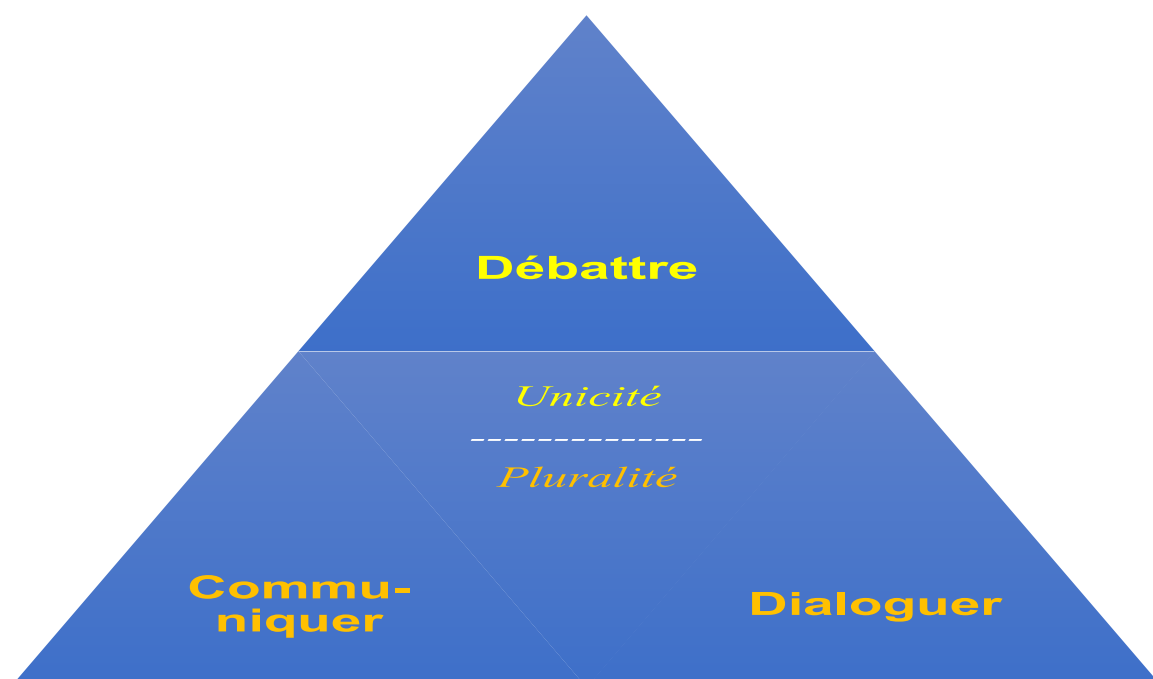 Débattre
Unicité
--------------
Pluralité
Commu-
niquer
Dialoguer